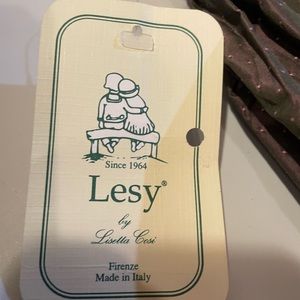 Since 1964
Lesy®
by
Lisetta Cosi
Firenze
Made in Italy